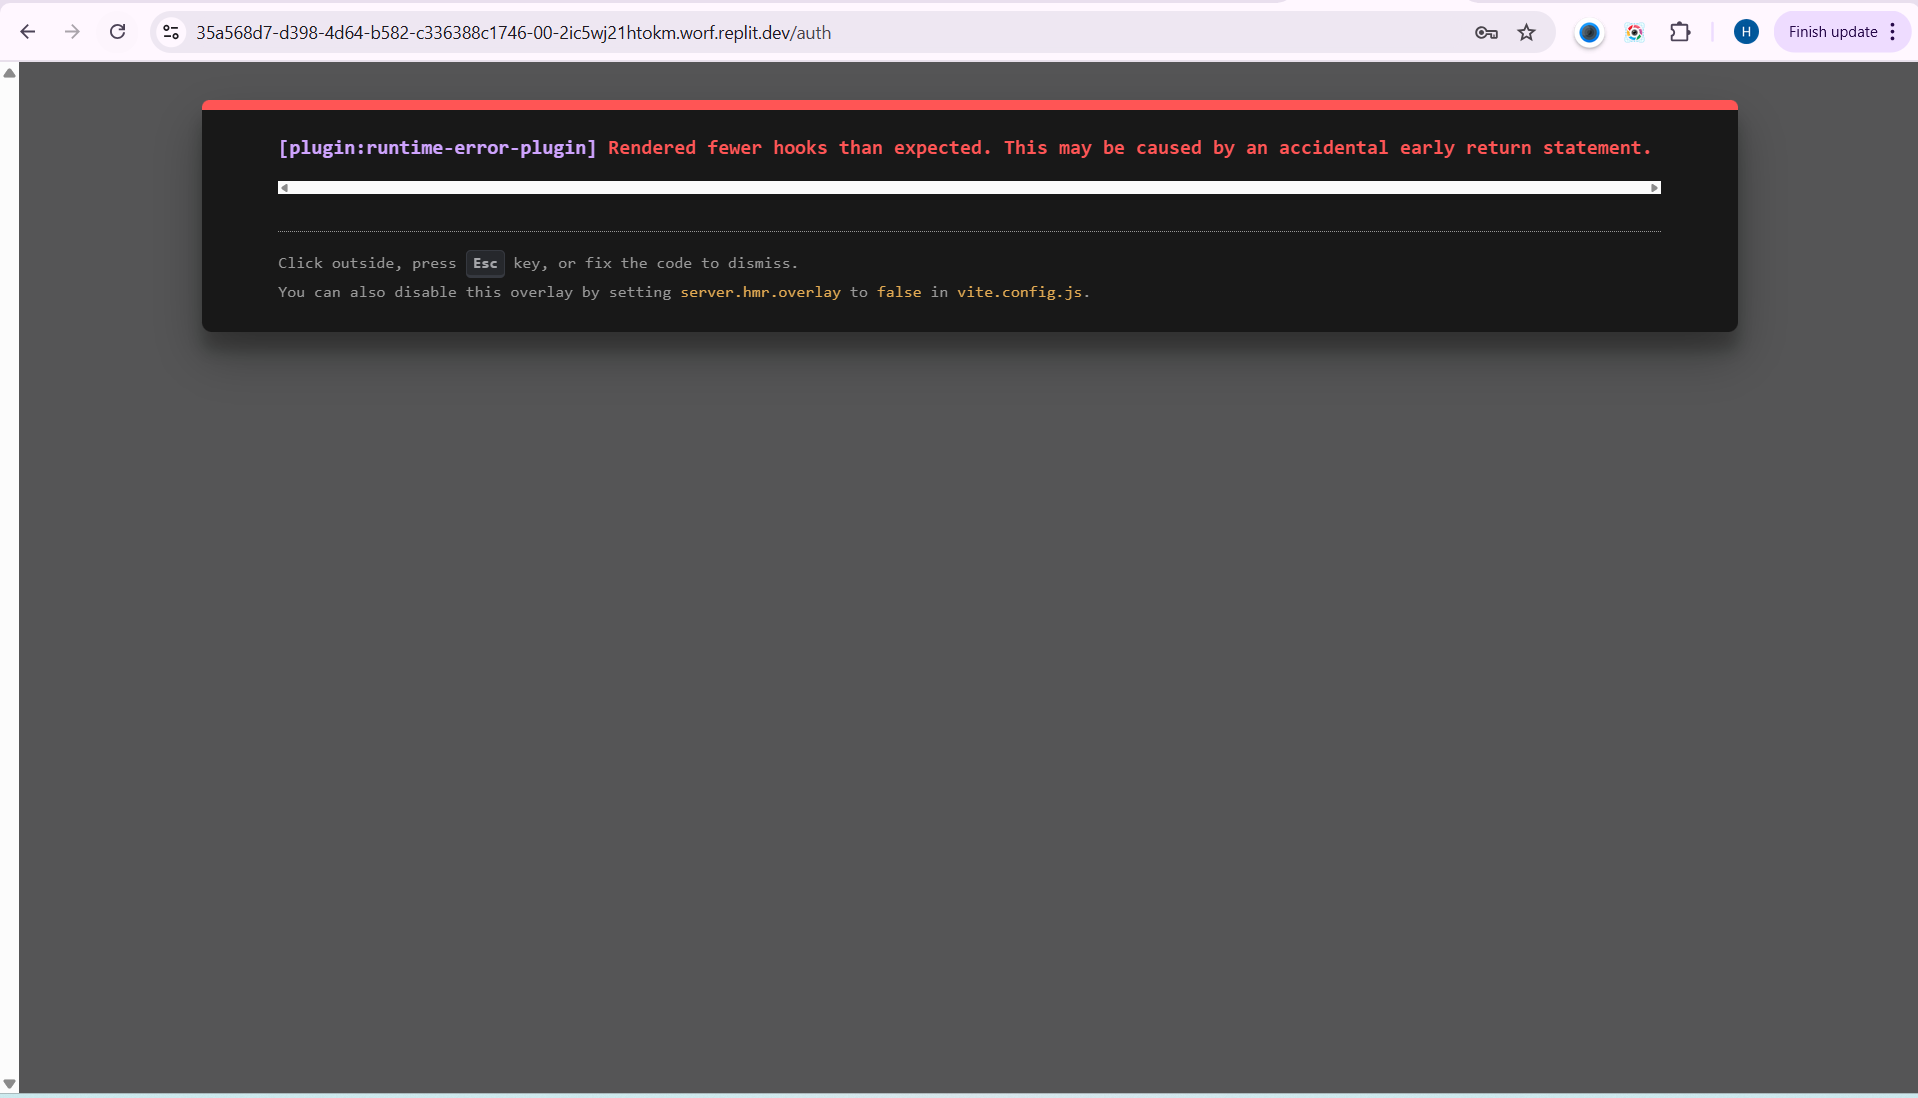 35a568d7-d398-4d64-b582-c336388c1746-00-2ic5wj21htokm.worf.replit.dev/auth
H
Finish update
[plugin:runtime-error-plugin] Rendered fewer hooks than expected. This may be caused by an accidental early return statement.
Click outside, press Esc key, or fix the code to dismiss.
You can also disable this overlay by setting server.hmr.overlay to false in vite.config.js.